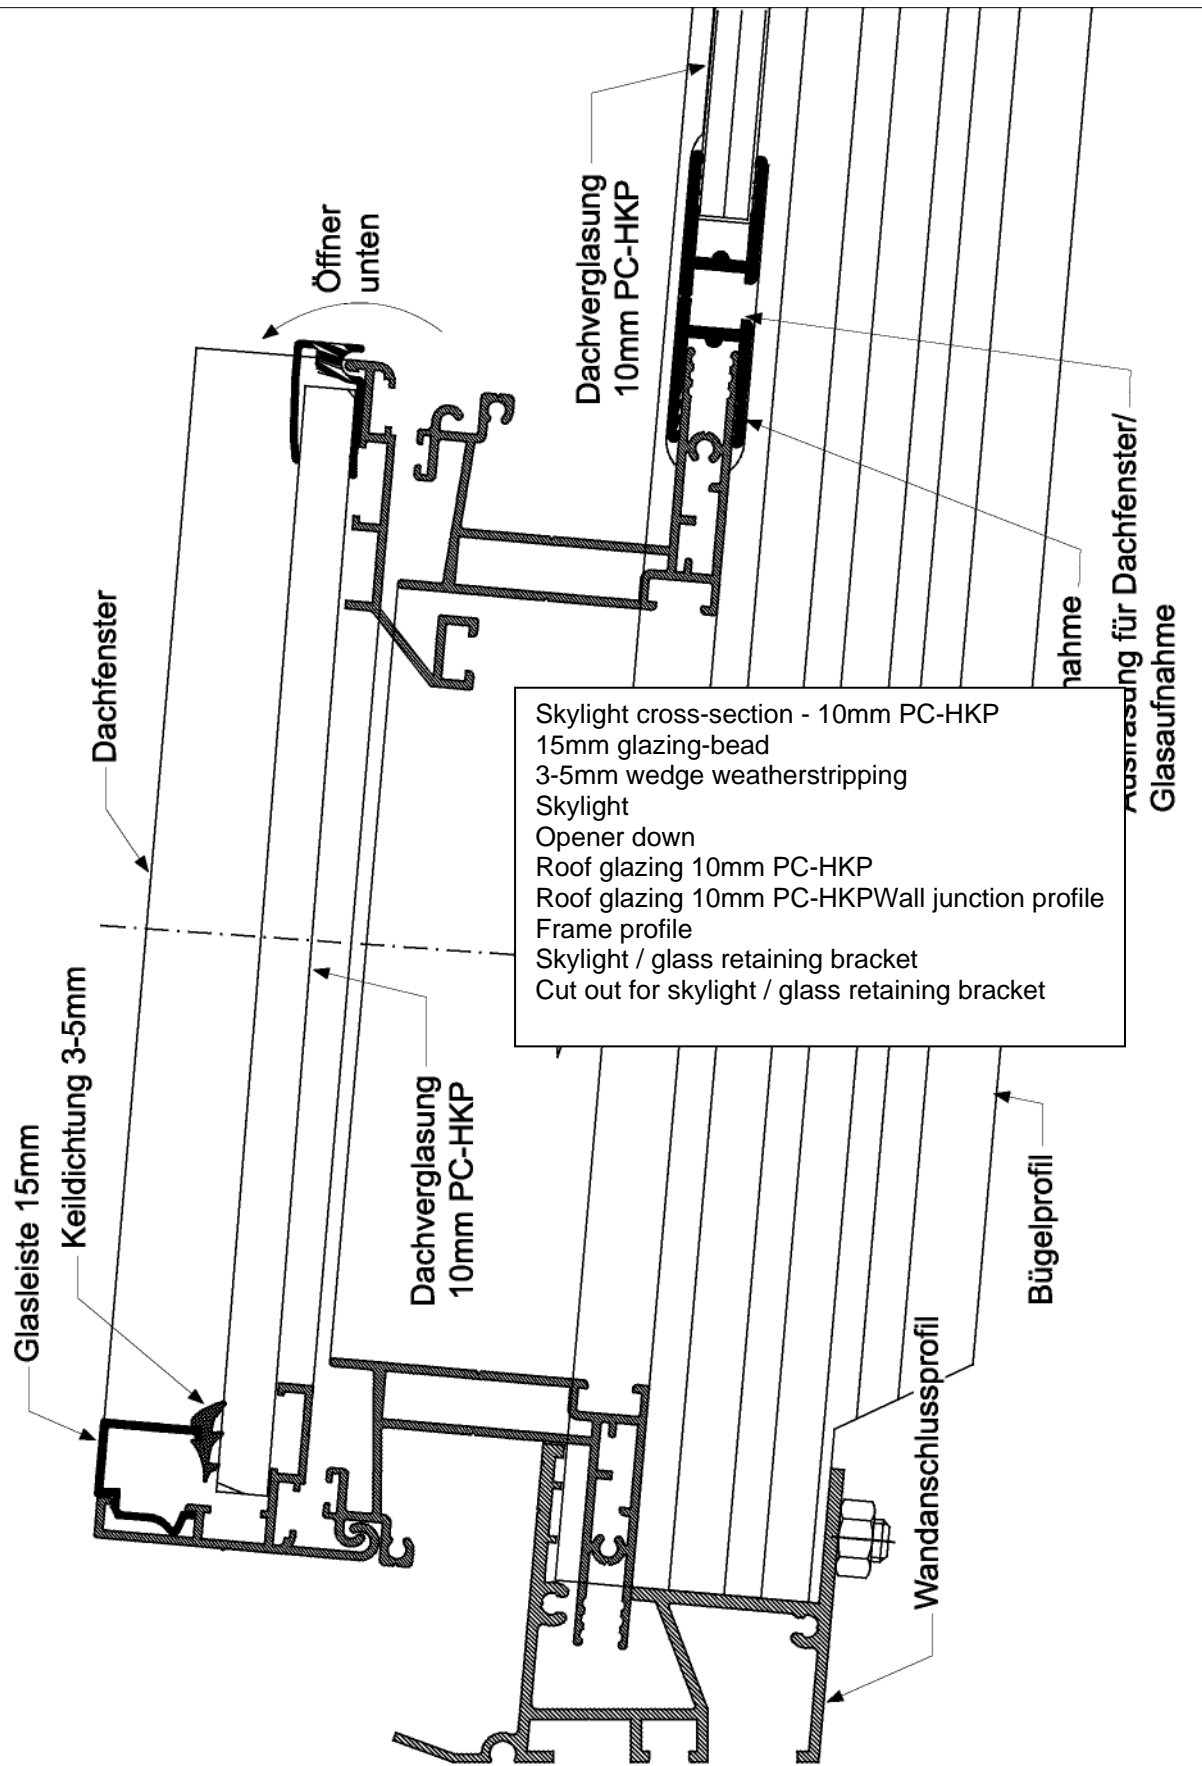 Glasleiste 15mm
Keildichtung 3-5mm
Dachfenster
Öffner
unten
Dachverglasung
10mm PC-HKP
Dachverglasung
10mm PC-HKP
Wandanschlussprofil
Bügelprofil
für Dachfenster/
Glasaufnahme
Skylight cross-section - 10mm PC-HKP
15mm glazing-bead
3-5mm wedge weatherstripping
Skylight
Opener down
Roof glazing 10mm PC-HKP
Roof glazing 10mm PC-HKPWall junction profile
Frame profile
Skylight / glass retaining bracket
Cut out for skylight / glass retaining bracket